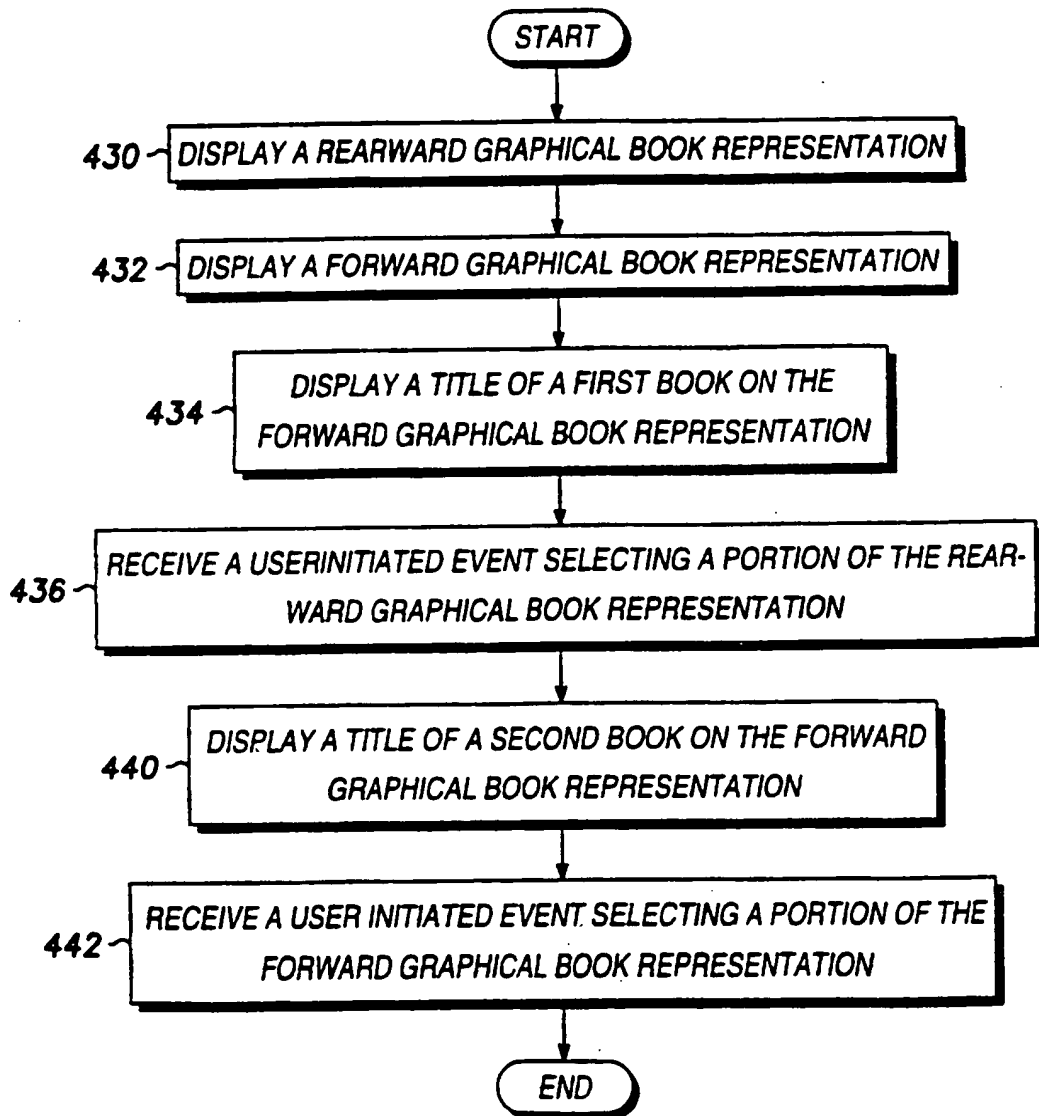 START
430 DISPLAY A REARWARD GRAPHICAL BOOK REPRESENTATION
432 DISPLAY A FORWARD GRAPHICAL BOOK REPRESENTATION
DISPLAY A TITLE OF A FIRST BOOK ON THE
434 FORWARD GRAPHICAL BOOK REPRESENTATION
RECEIVE A USERINITIATED EVENT SELECTING A PORTION OF THE REAR-
436 WARD GRAPHICAL BOOK REPRESENTATION
DISPLAY A TITLE OF A SECOND BOOK ON THE FORWARD
440 GRAPHICAL BOOK REPRESENTATION
RECEIVE A USER INITIATED EVENT SELECTING A PORTION OF THE
442 FORWARD GRAPHICAL BOOK REPRESENTATION
END